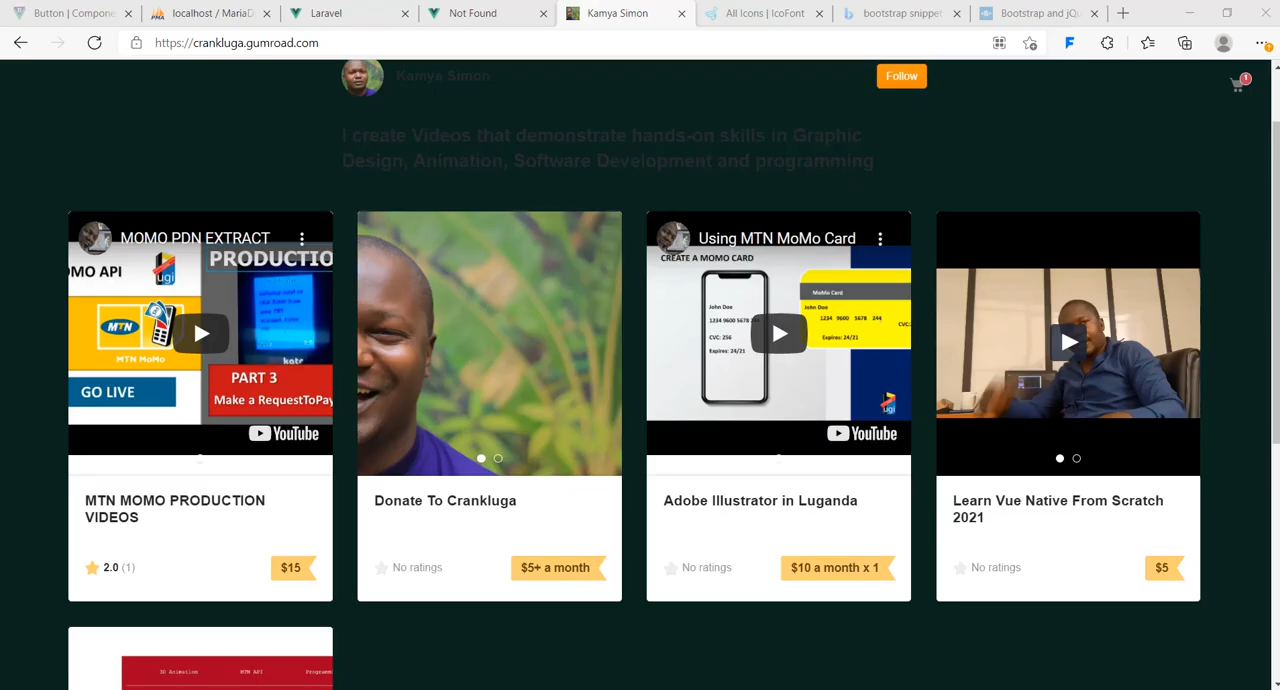 Button | Compone
localhost / MariaD
Laravel
Not Found
Kamya Simon
All Icons | IcoFont
bootstrap snippet
Bootstrap and jQu
https://crankluga.gumroad.com
Kamya Simon
Follow
1
I create Videos that demonstrate hands-on skills in Graphic
Design, Animation, Software Development and programming
MOMO PDN EXTRACT
OMO API
ugi
PRODUCTIO
MTN
MTN MoMo
GO LIVE
PART 3
Make a RequestToPay
YouTube
MTN MOMO PRODUCTION
VIDEOS
2.0 (1)
$15
Donate To Crankluga
No ratings
$5+ a month
Using MTN MoMo Card
CREATE A MOMO CARD
John Doe
1234 9600 5678 244
CVC: 256
Expires: 24/21
MoMo Card
John Doe
1234 9600 5678 244
Expires: 24/21
ugi
YouTube
Adobe Illustrator in Luganda
No ratings
$10 a month x 1
Learn Vue Native From Scratch
2021
No ratings
$5
3D Animation
MTN API
Programm